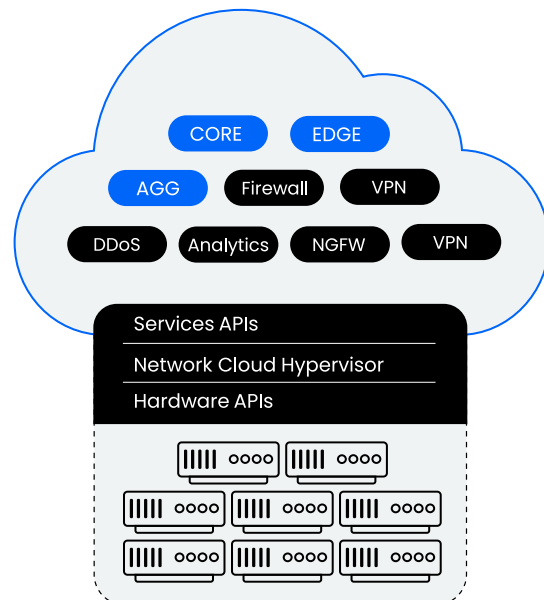 CORE EDGE
AGG Firewall VPN
DDoS Analytics NGFW VPN
Services APIs
Network Cloud Hypervisor
Hardware APIs